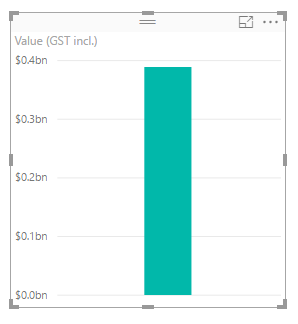 Value (GST incl.)
$0.4bn
$0.3bn
$0.2bn
$0.1bn
$0.0bn